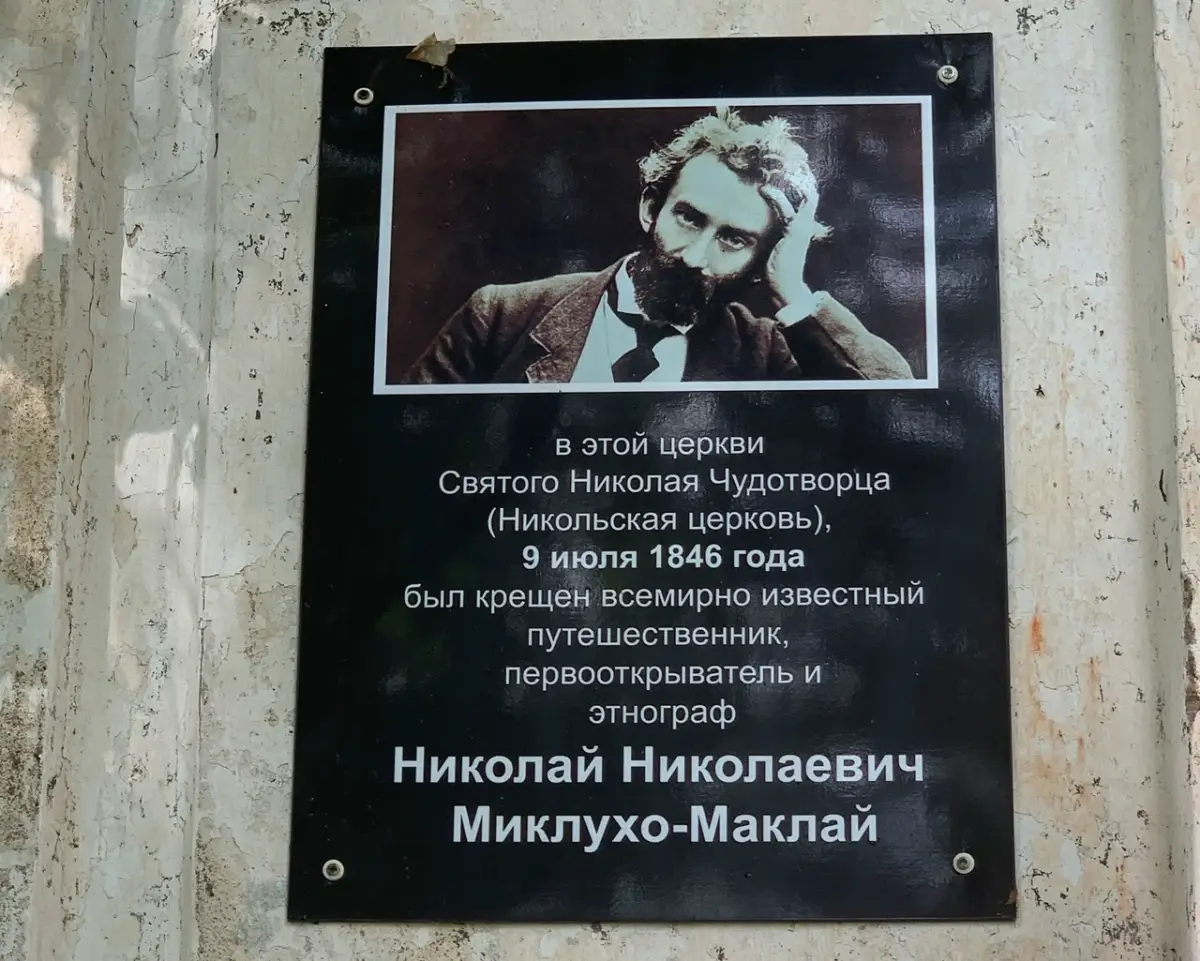 в этой церкви
Святого Николая Чудотворца
(Никольская церковь),
9 июля 1846 года
был крещен всемирно известный
путешественник,
первооткрыватель и
этнограф
Николай Николаевич
Миклухо-Маклай